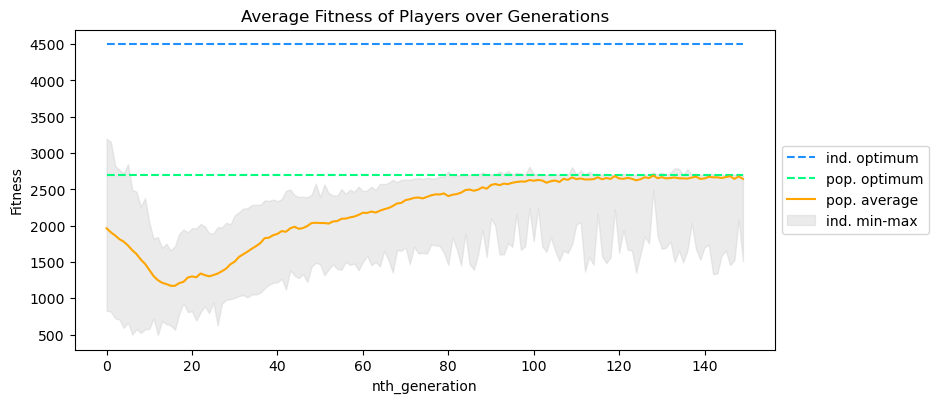 Average Fitness of Players over Generations
4500
4000
3500
3000
2500
2000
1500
1000
500
Fitness
0 20 40 60 80 100 120 140
nth_generation
ind. optimum
pop. optimum
pop. average
ind. min-max